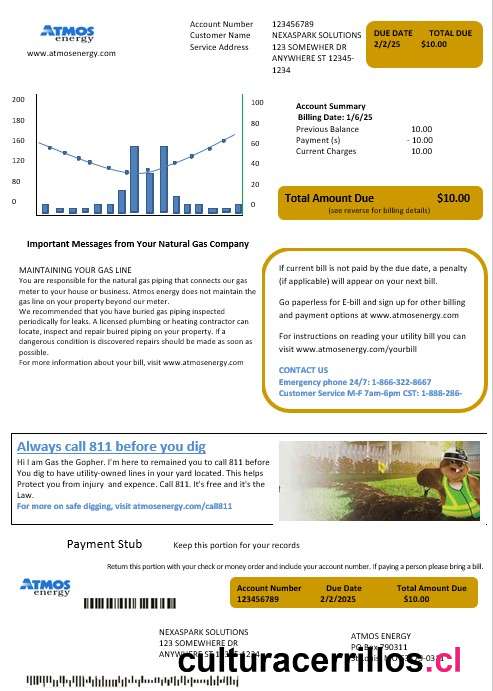 ATMOS
energy
www.atmosenergy.com
Account Number 123456789
Customer Name NEXASPARK SOLUTIONS
Service Address 123 SOMEWHER DR
ANYWHERE ST 12345-
1234
DUE DATE TOTAL DUE
2/2/25 $10.00
200
160
120
80
0
100
80
60
40
20
0
Account Summary
Billing Date: 1/6/25
Previous Balance 10.00
Payment (s) - 10.00
Current Charges 10.00
Total Amount Due $10.00
(see reverse for billing details)
Important Messages from Your Natural Gas Company
MAINTAINING YOUR GAS LINE
You are responsible for the natural gas piping that connects our gas
meter to your house or business. Atmos energy does not maintain the
gas line on your property beyond our meter.
We recommended that you have buried gas piping inspected
periodically for leaks. A licensed plumbing or heating contractor can
locate, inspect and repair buired piping on your property. If a
dangerous condition is discovered repairs should be made as soon as
possible.
For more information about your bill, visit www.atmosenergy.com
If current bill is not paid by the due date, a penalty
(if applicable) will appear on your next bill.
Go paperless for E-bill and sign up for other billing
and payment options at www.atmosenergy.com
For instructions on reading your utility bill you can
visit www.atmosenergy.com/yourbill
CONTACT US
Emergency phone 24/7: 1-866-322-8667
Customer Service M-F 7am-6pm CST: 1-888-286-
Always call 811 before you dig
Hi I am Gas the Gopher. I'm here to remained you to call 811 before
You dig to have utility-owned lines in your yard located. This helps
Protect you from injury and expence. Call 811. It's free and it's the
Law.
For more on safe digging, visit atmosenergy.com/call811
Payment Stub Keep this portion for your records
Return this portion with your check or money order and include your account number. If paying a person please bring a bill.
ATMOS
energy
Account Number Due Date Total Amount Due
123456789 2/2/2025 $10.00
NEXASPARK SOLUTIONS
123 SOMEWHERE DR
ANYWHERE ST 12345-1234
ATMOS ENERGY
PO Box 790311
culturacerrillos.cl